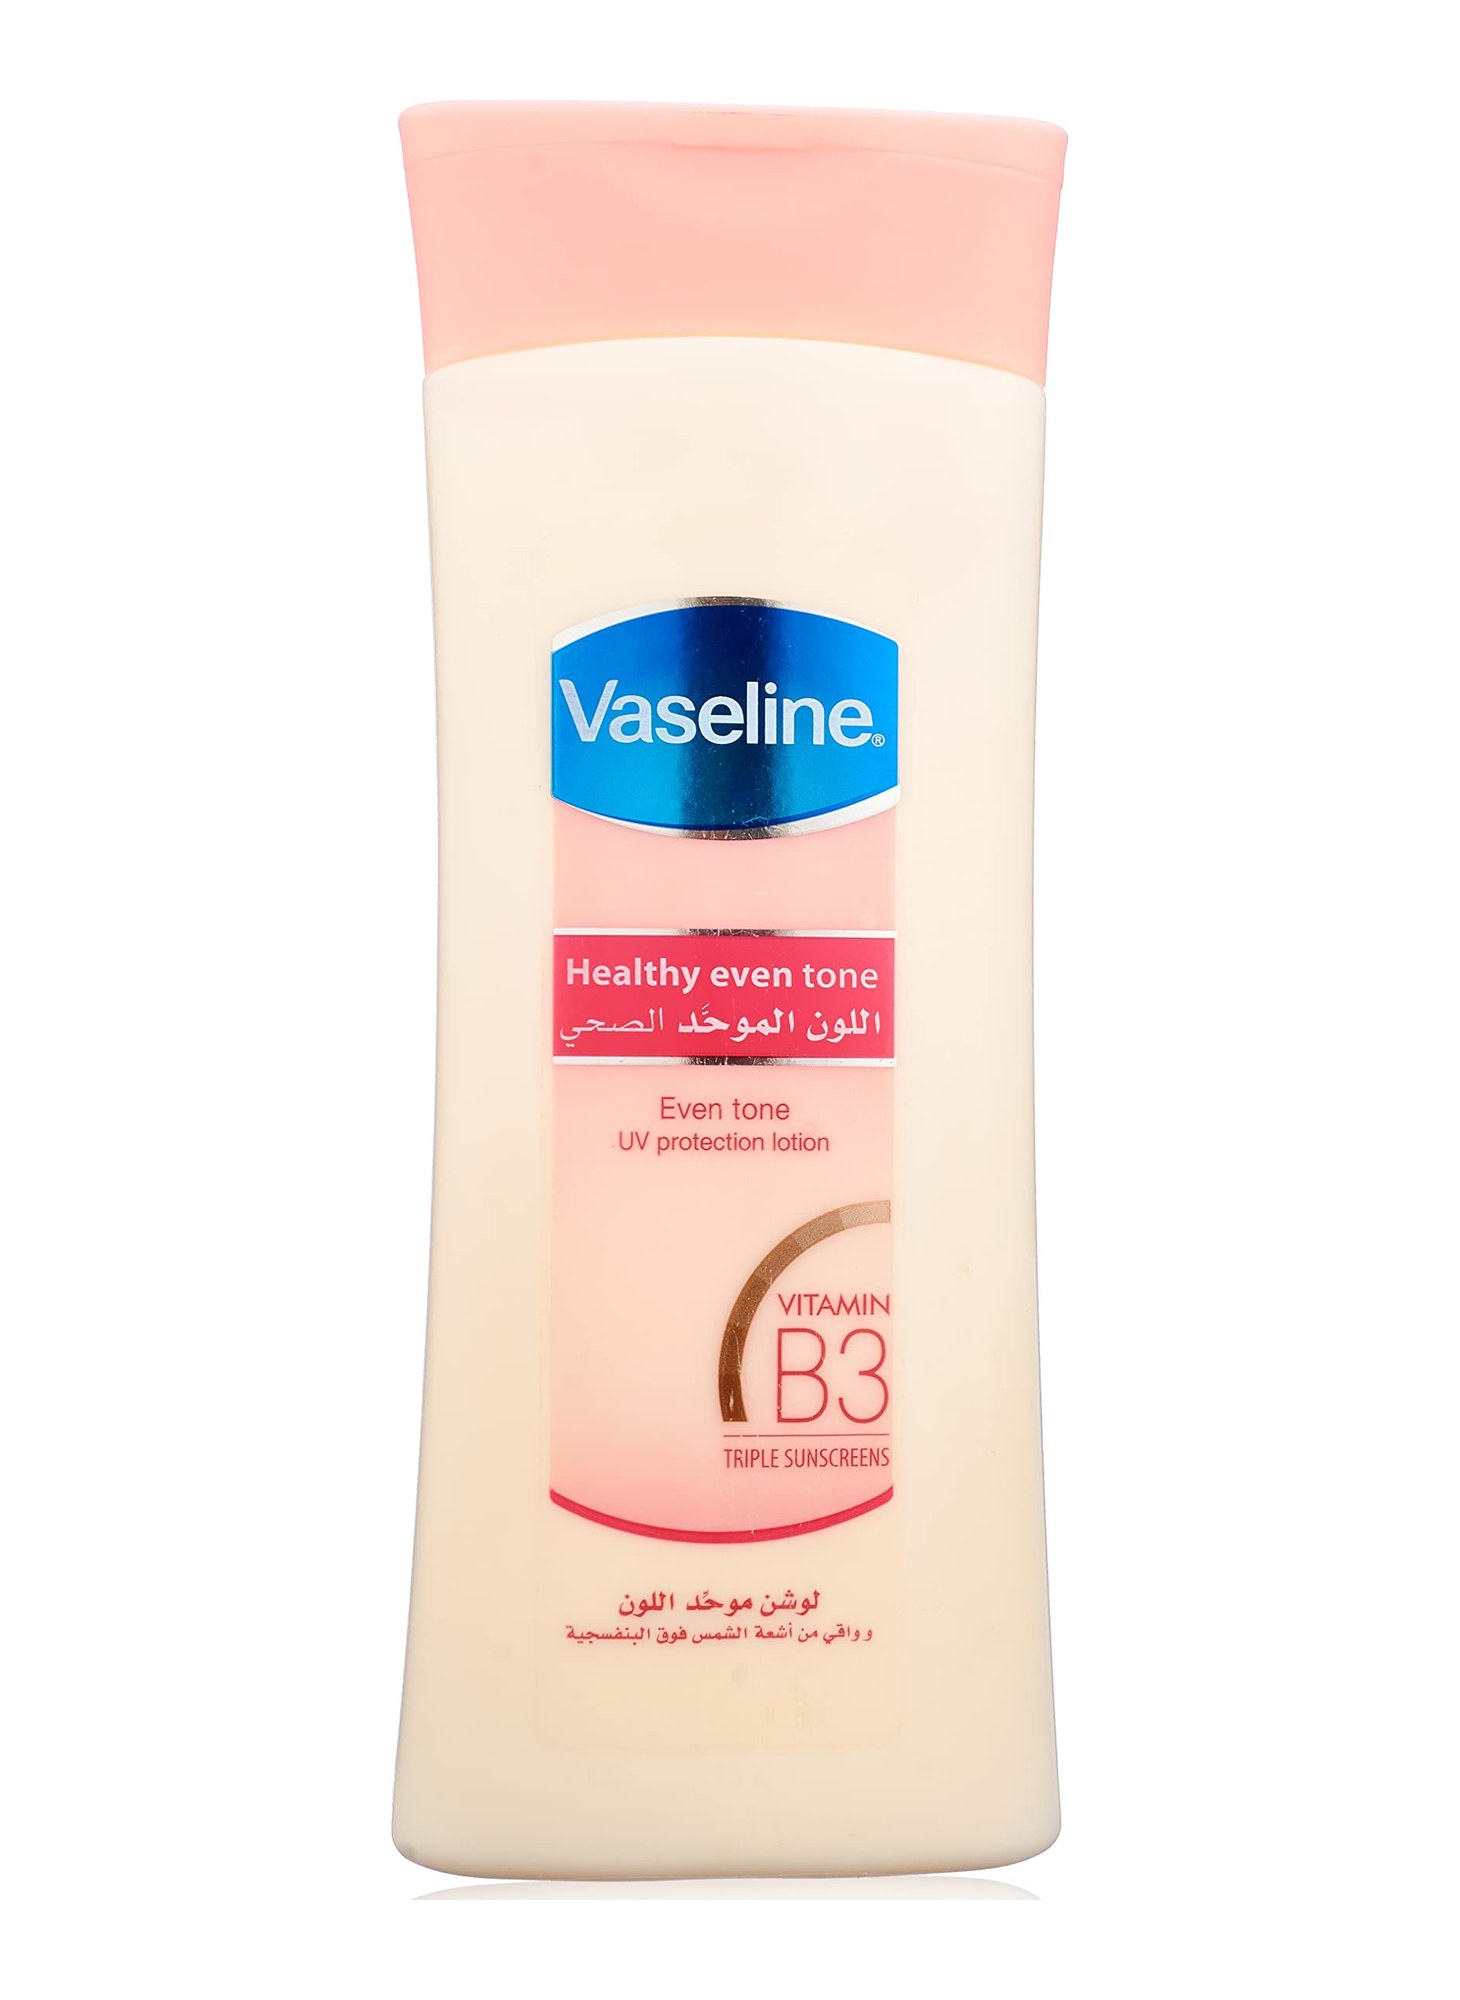 Vaseline®
Healthy even tone
اللون الموحَّد الصحي
Even tone
UV protection lotion
VITAMIN
B3
TRIPLE SUNSCREENS
لوشن موحِّد اللون
وواقي من أشعة الشمس فوق البنفسجية